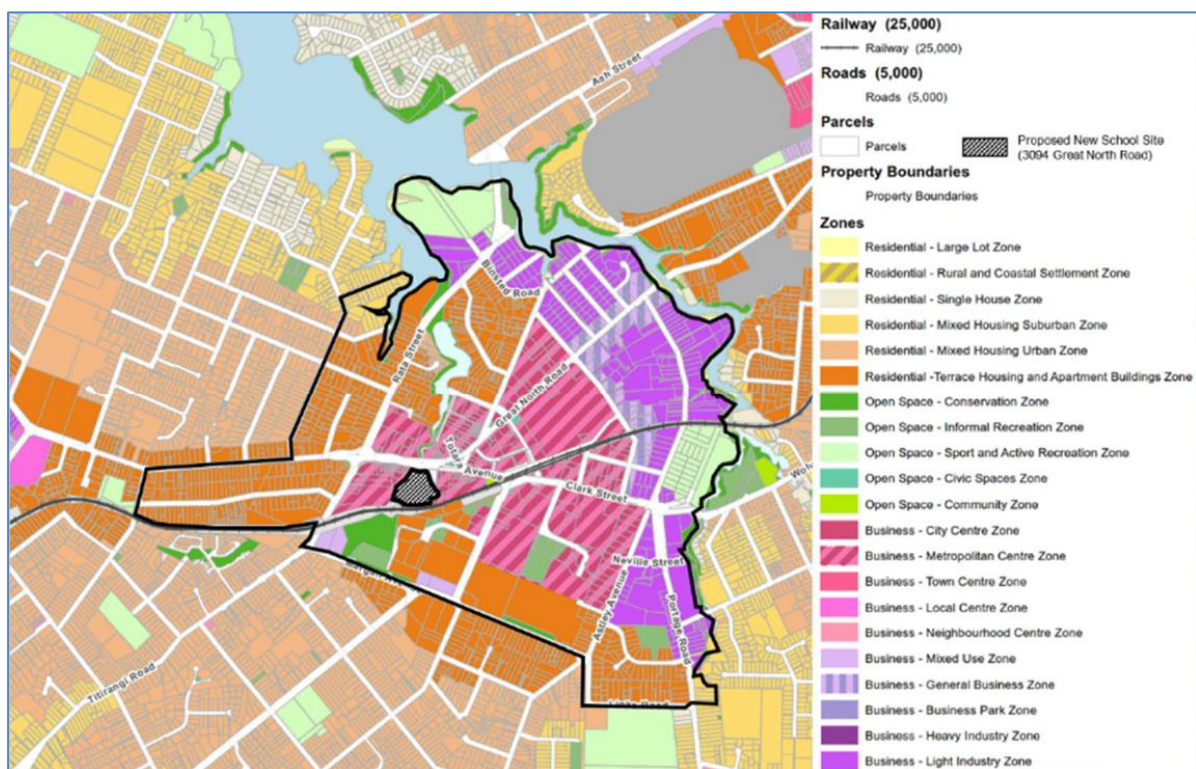 Ash Street
Binsted Road
Rata Street
Great North Road
Totara Avenue
Clark Street
Neville Street
Astley Avenue
Portage Road
Titirangi Road
Railway (25,000)
Railway (25,000)
Roads (5,000)
Roads (5,000)
Parcels
Parcels
Proposed New School Site
(3094 Great North Road)
Property Boundaries
Property Boundaries
Zones
Residential - Large Lot Zone
Residential - Rural and Coastal Settlement Zone
Residential - Single House Zone
Residential - Mixed Housing Suburban Zone
Residential - Mixed Housing Urban Zone
Residential -Terrace Housing and Apartment Buildings Zone
Open Space - Conservation Zone
Open Space - Informal Recreation Zone
Open Space - Sport and Active Recreation Zone
Open Space - Civic Spaces Zone
Open Space - Community Zone
Business - City Centre Zone
Business - Metropolitan Centre Zone
Business - Town Centre Zone
Business - Local Centre Zone
Business - Neighbourhood Centre Zone
Business - Mixed Use Zone
Business - General Business Zone
Business - Business Park Zone
Business - Heavy Industry Zone
Business - Light Industry Zone